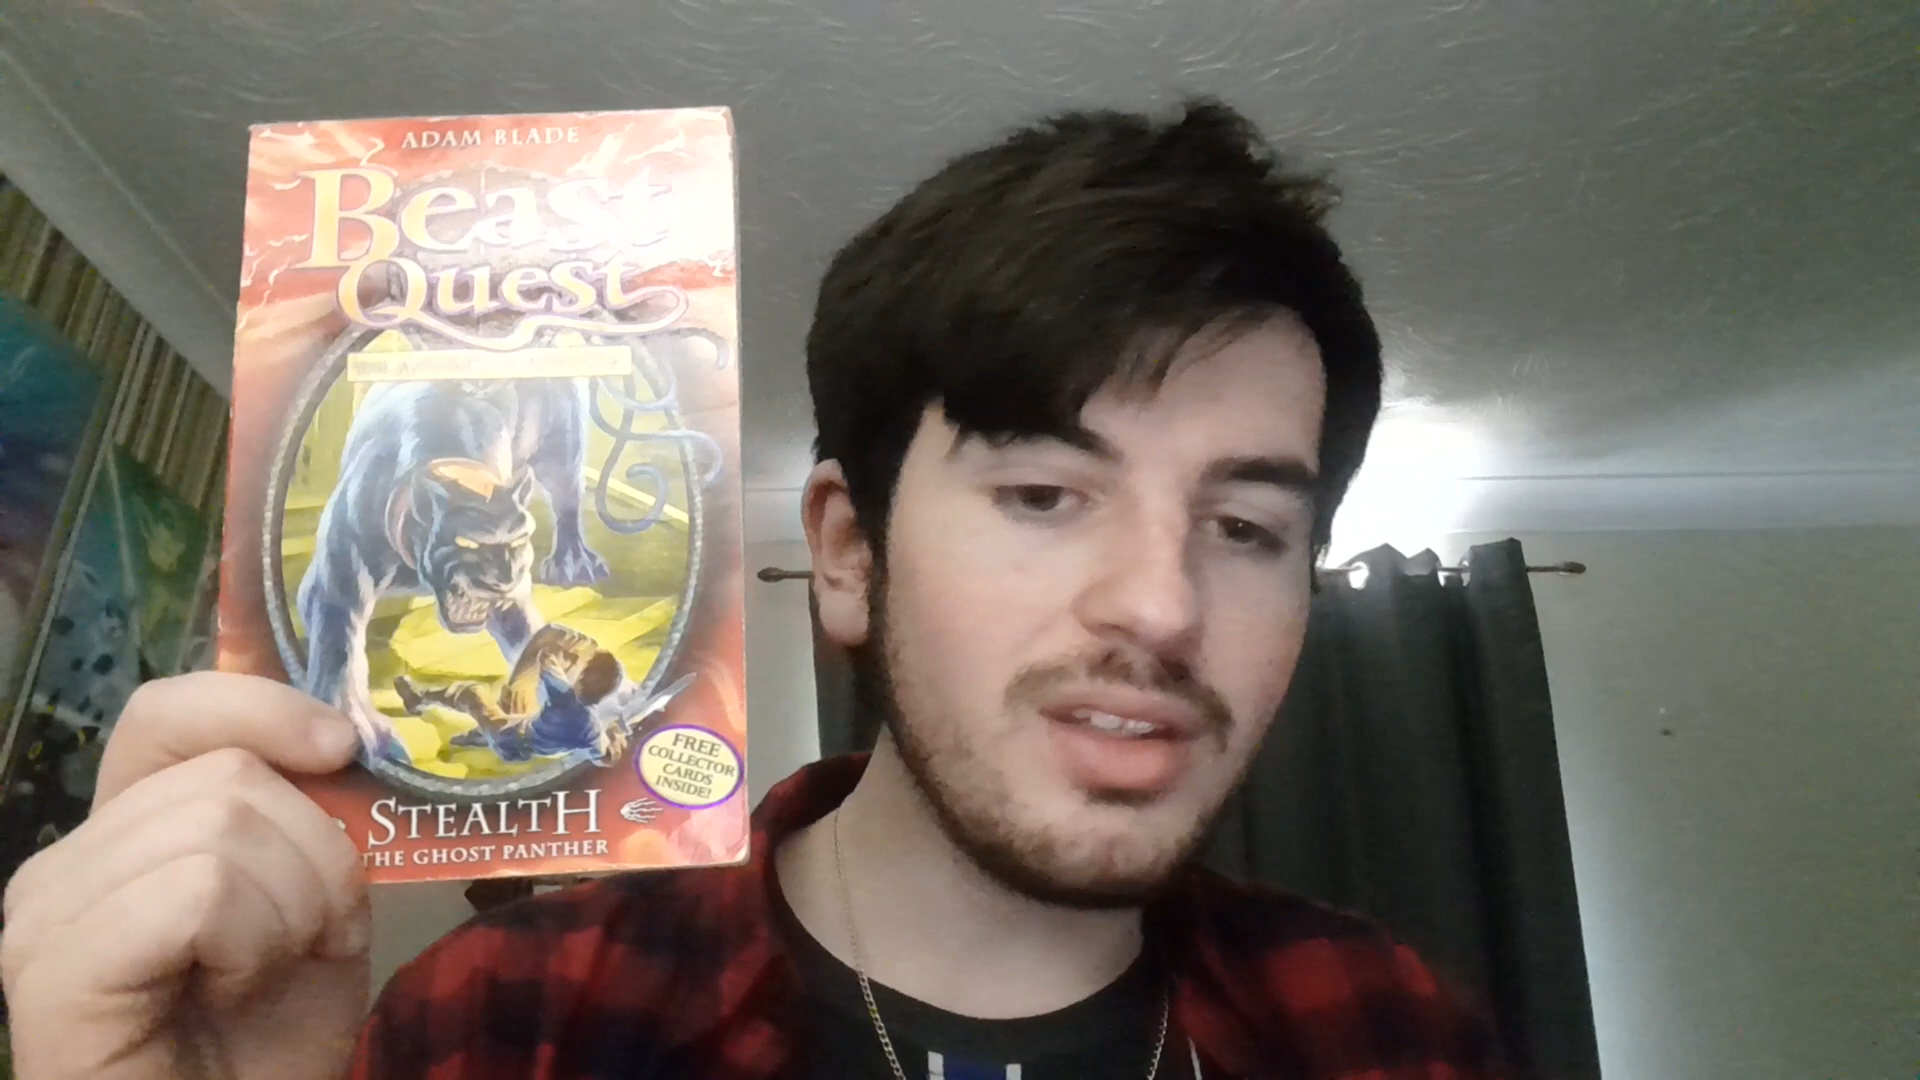 ADAM BLADE
Beast
Quest
FREE
COLLECTOR
CARDS
INSIDE!
STEALTH
THE GHOST PANTHER